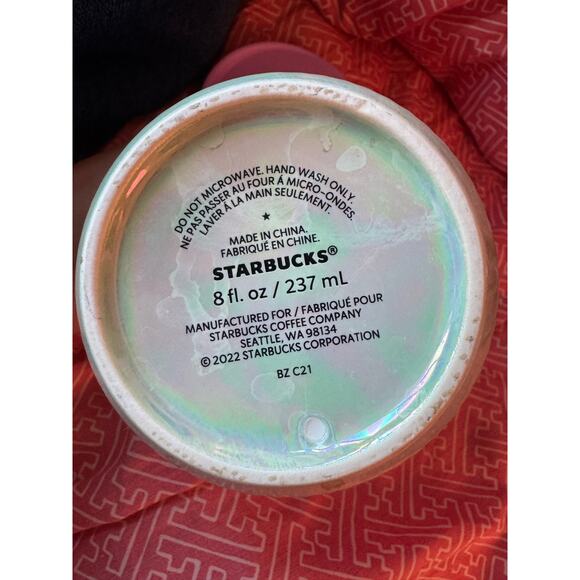 DO NOT MICROWAVE. HAND WASH ONLY.
NE PAS PASSER AU FOUR Á MICRO-ONDES.
LAVER Á LA MAIN SEULEMENT.
★
MADE IN CHINA.
FABRIQUÉ EN CHINE.
STARBUCKS®
8 fl. oz / 237 mL
MANUFACTURED FOR / FABRIQUÉ POUR
STARBUCKS COFFEE COMPANY
SEATTLE, WA 98134
© 2022 STARBUCKS CORPORATION
BZ C21